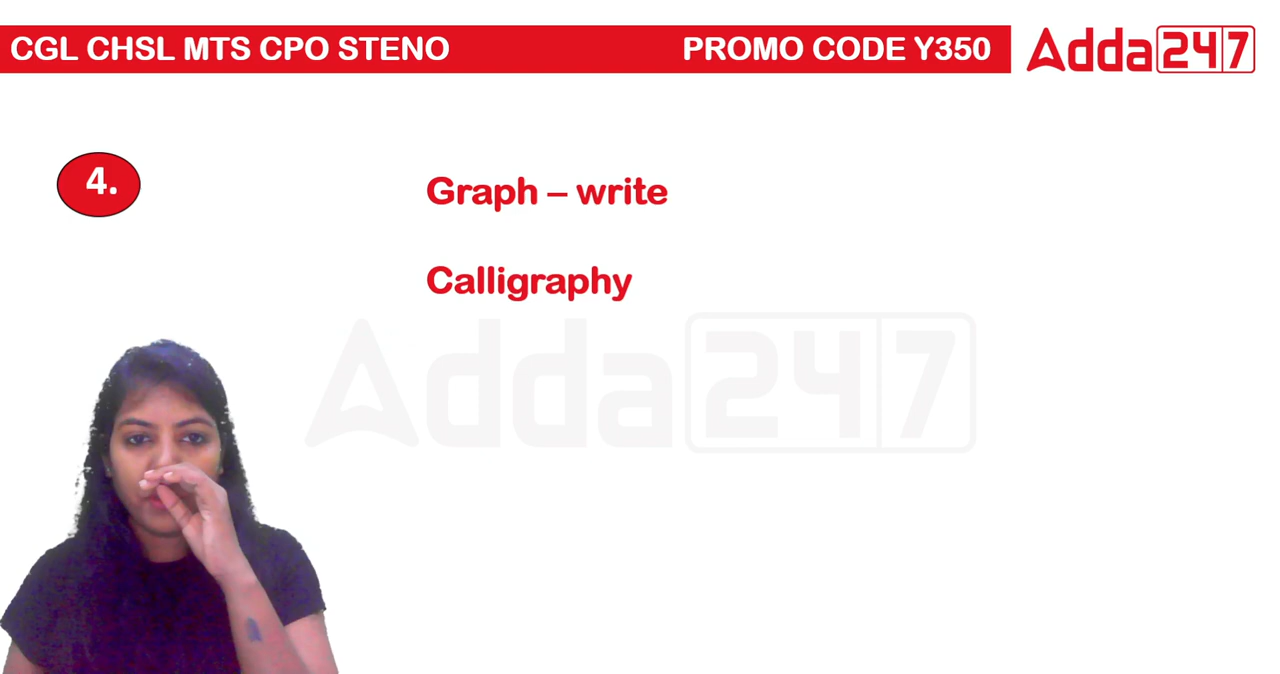 CGL CHSL MTS CPO STENO PROMO CODE Y350 Adda247
4.
Graph – write
Calligraphy
Adda247